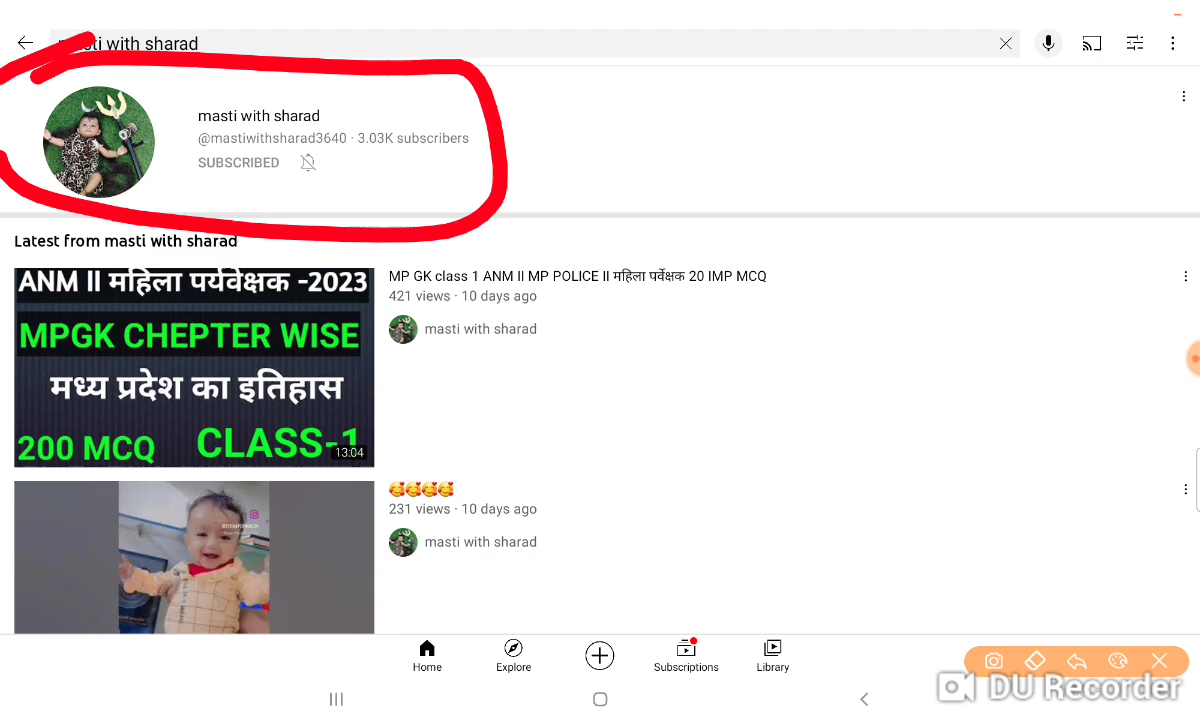 masti with sharad
masti with sharad
@mastiwithsharad3640 · 3.03K subscribers
SUBSCRIBED
Latest from masti with sharad
ANM II महिला पर्यवेक्षक -2023
MPGK CHEPTER WISE
मध्य प्रदेश का इतिहास
200 MCQ CLASS-1
13:04
MP GK class 1 ANM II MP POLICE II महिला पर्वेक्षक 20 IMP MCQ
421 views · 10 days ago
masti with sharad
🥰🥰🥰🥰
231 views · 10 days ago
masti with sharad
Home
Explore
Subscriptions
Library
DU Recorder